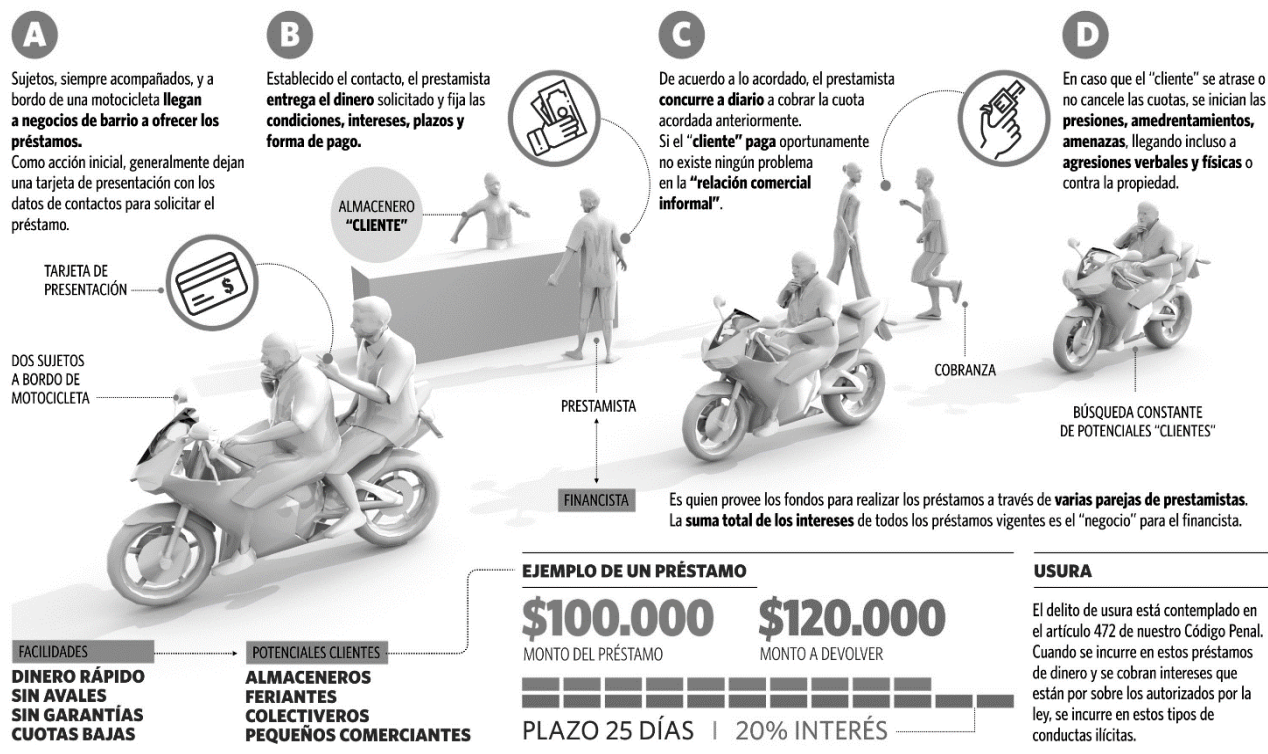 A
Sujetos, siempre acompañados, y a
bordo de una motocicleta llegan
a negocios de barrio a ofrecer los
préstamos.
Como acción inicial, generalmente dejan
una tarjeta de presentación con los
datos de contactos para solicitar el
préstamo.
TARJETA DE
PRESENTACIÓN
$
DOS SUJETOS
A BORDO DE
MOTOCICLETA
B
Establecido el contacto, el prestamista
entrega el dinero solicitado y fija las
condiciones, intereses, plazos y
forma de pago.
ALMACENERO
"CLIENTE"
PRESTAMISTA
C
De acuerdo a lo acordado, el prestamista
concurre a diario a cobrar la cuota
acordada anteriormente.
Si el "cliente" paga oportunamente
no existe ningún problema
en la "relación comercial
informal".
COBRANZA
D
En caso que el "cliente" se atrase o
no cancele las cuotas, se inician las
presiones, amedrentamientos,
amenazas, llegando incluso a
agresiones verbales y físicas o
contra la propiedad.
BÚSQUEDA CONSTANTE
DE POTENCIALES "CLIENTES"
FINANCISTA
Es quien provee los fondos para realizar los préstamos a través de varias parejas de prestamistas.
La suma total de los intereses de todos los préstamos vigentes es el "negocio" para el financista.
FACILIDADES
DINERO RÁPIDO
SIN AVALES
SIN GARANTÍAS
CUOTAS BAJAS
POTENCIALES CLIENTES
ALMACENEROS
FERIANTES
COLECTIVEROS
PEQUEÑOS COMERCIANTES
EJEMPLO DE UN PRÉSTAMO
$100.000
MONTO DEL PRÉSTAMO
$120.000
MONTO A DEVOLVER
PLAZO 25 DÍAS | 20% INTERÉS
USURA
El delito de usura está contemplado en
el artículo 472 de nuestro Código Penal.
Cuando se incurre en estos préstamos
de dinero y se cobran intereses que
están por sobre los autorizados por la
ley, se incurre en estos tipos de
conductas ilícitas.